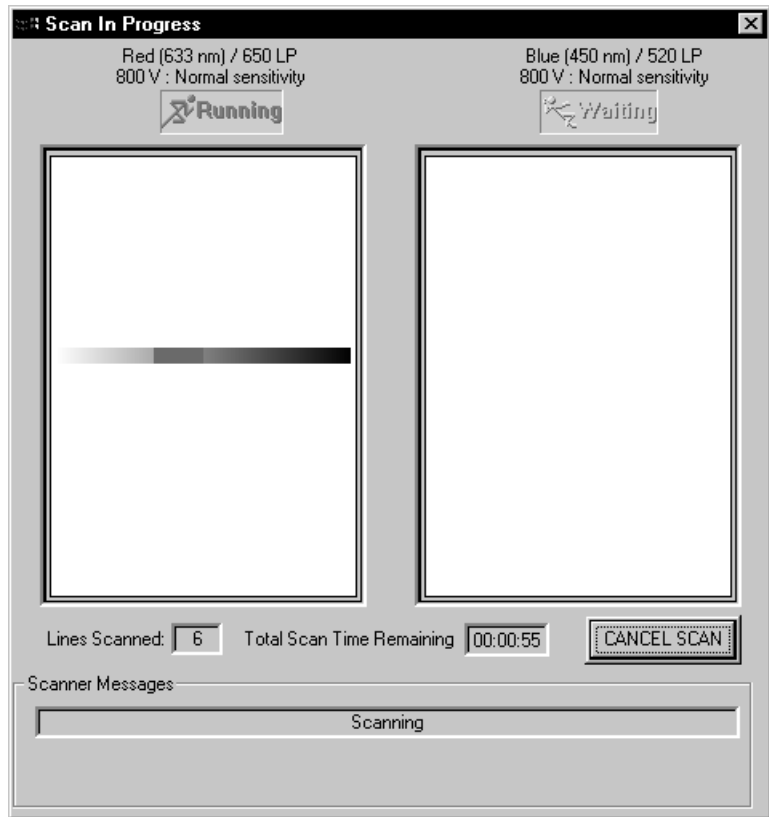 Scan In Progress
Red (633 nm) / 650 LP
800 V : Normal sensitivity
Running
Blue (450 nm) / 520 LP
800 V : Normal sensitivity
Waiting
Lines Scanned: 6 Total Scan Time Remaining 00:00:55 CANCEL SCAN
Scanner Messages
Scanning